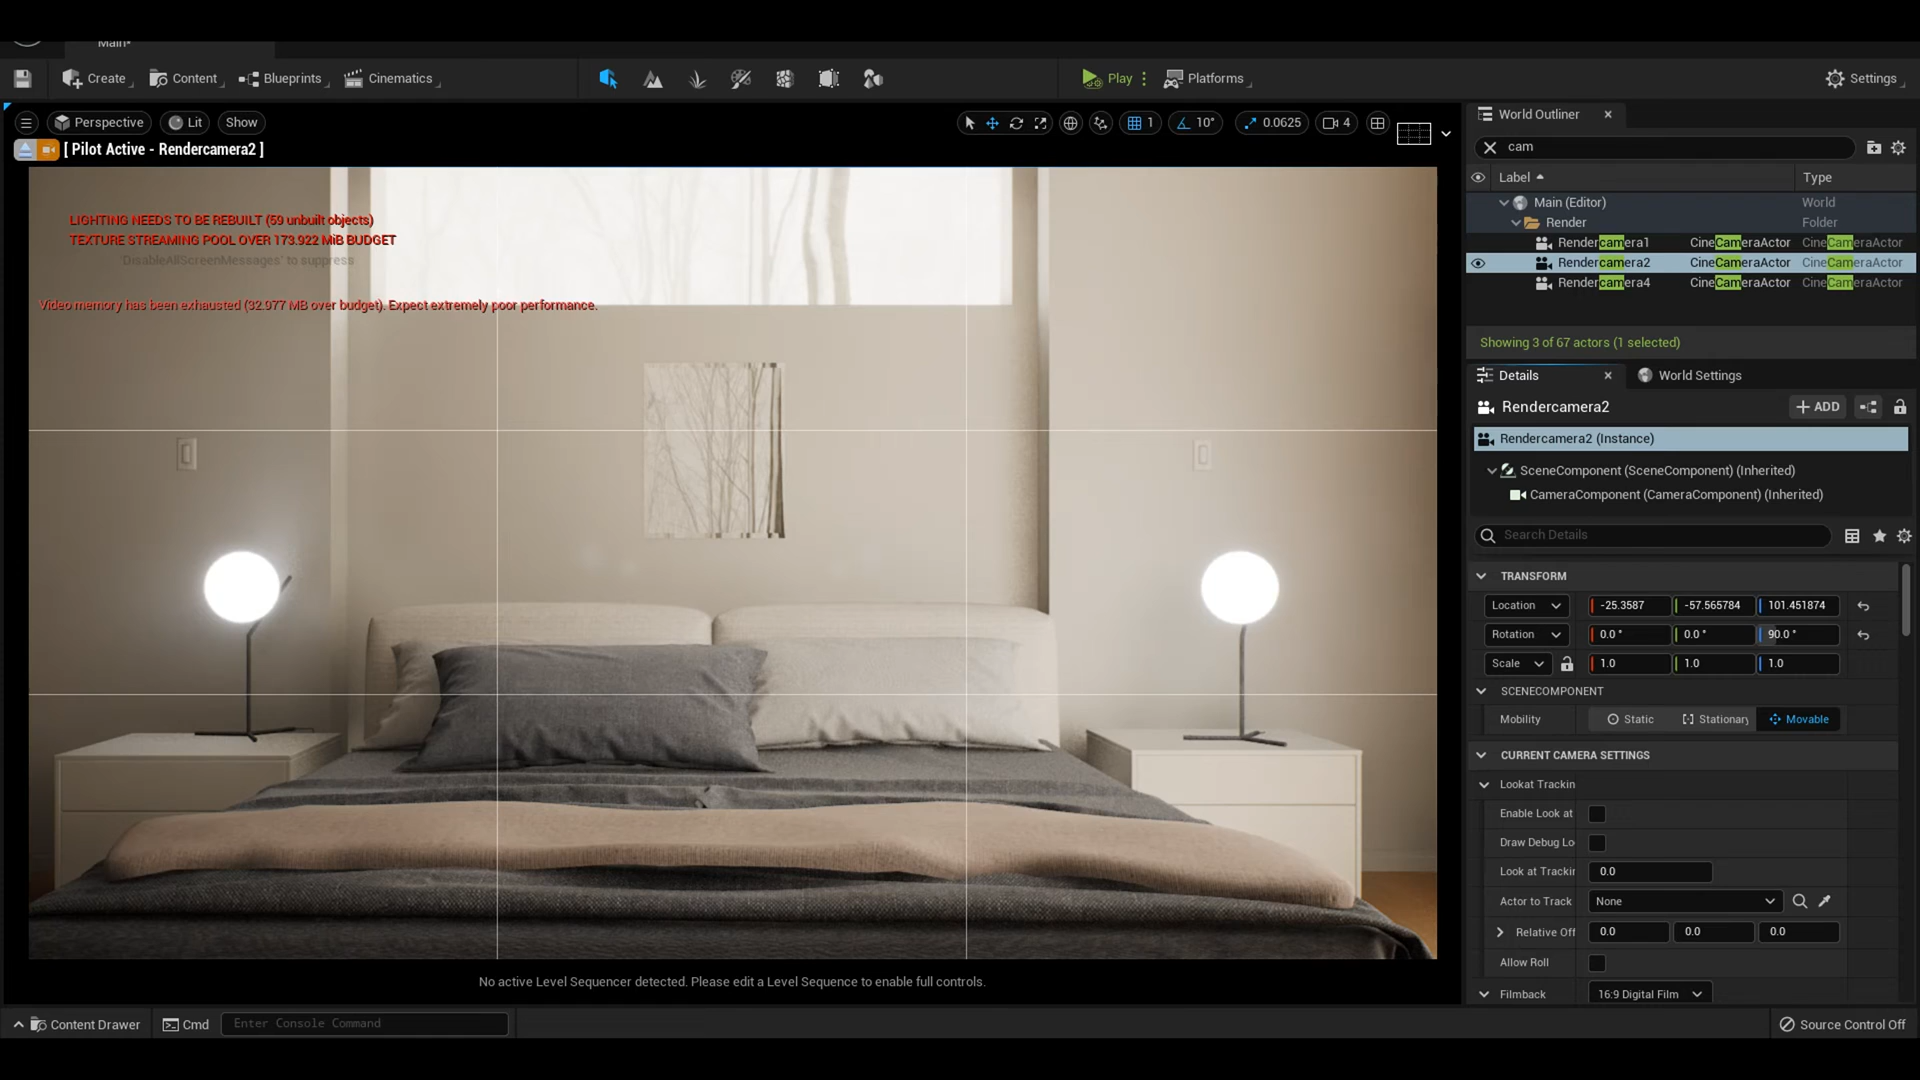 Main*
Create
Content
Blueprints
Cinematics
Play
Platforms
Settings
Perspective
Lit
Show
1
10°
0.0625
4
[ Pilot Active - Rendercamera2 ]
LIGHTING NEEDS TO BE REBUILT (59 unbuilt objects)
TEXTURE STREAMING POOL OVER 173.922 MiB BUDGET
'DisableAllScreenMessages' to suppress
Video memory has been exhausted (32.977 MB over budget). Expect extremely poor performance.
No active Level Sequencer detected. Please edit a Level Sequence to enable full controls.
World Outliner
cam
Label Type
Main (Editor) World
Render Folder
Rendercamera1 CineCameraActor CineCameraActor
Rendercamera2 CineCameraActor CineCameraActor
Rendercamera4 CineCameraActor CineCameraActor
Showing 3 of 67 actors (1 selected)
Details
World Settings
Rendercamera2
+ ADD
Rendercamera2 (Instance)
SceneComponent (SceneComponent) (Inherited)
CameraComponent (CameraComponent) (Inherited)
Search Details
TRANSFORM
Location -25.3587 -57.565784 101.451874
Rotation 0.0° 0.0° 90.0°
Scale 1.0 1.0 1.0
SCENECOMPONENT
Mobility Static Stationary Movable
CURRENT CAMERA SETTINGS
Lookat Trackin
Enable Look at
Draw Debug Lo
Look at Trackin 0.0
Actor to Track None
Relative Off 0.0 0.0 0.0
Allow Roll
Filmback 16:9 Digital Film
Content Drawer
Cmd
Enter Console Command
Source Control Off